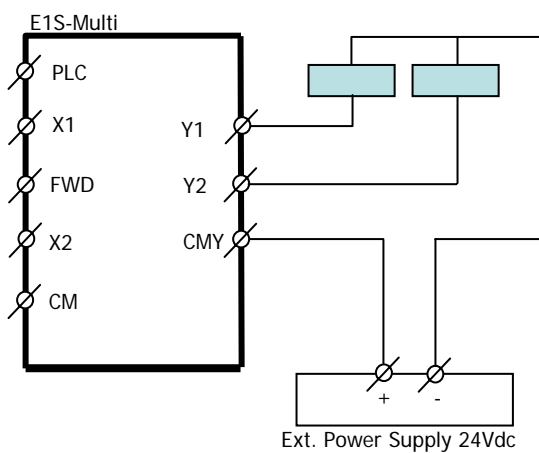 E1S-Multi
PLC
X1
Y1
FWD
Y2
X2
CMY
CM
+ -
Ext. Power Supply 24Vdc